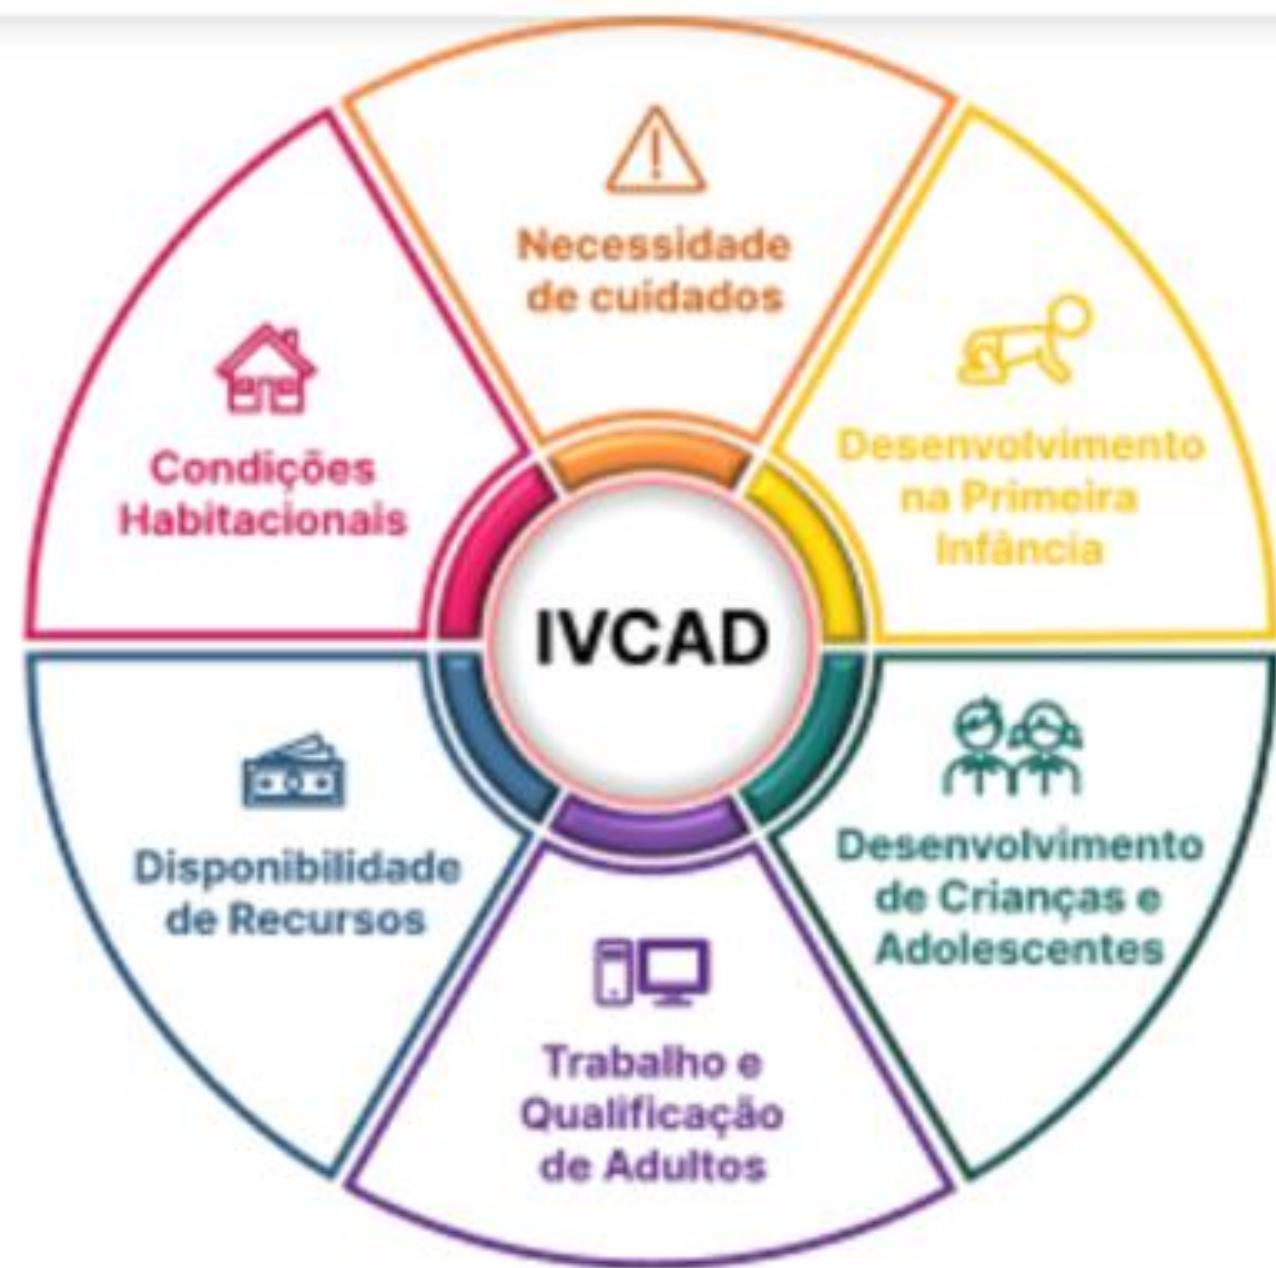 Necessidade
de cuidados
Desenvolvimento
na Primeira
Infância
Desenvolvimento
de Crianças e
Adolescentes
Trabalho e
Qualificação
de Adultos
Disponibilidade
de Recursos
Condições
Habitacionais
IVCAD